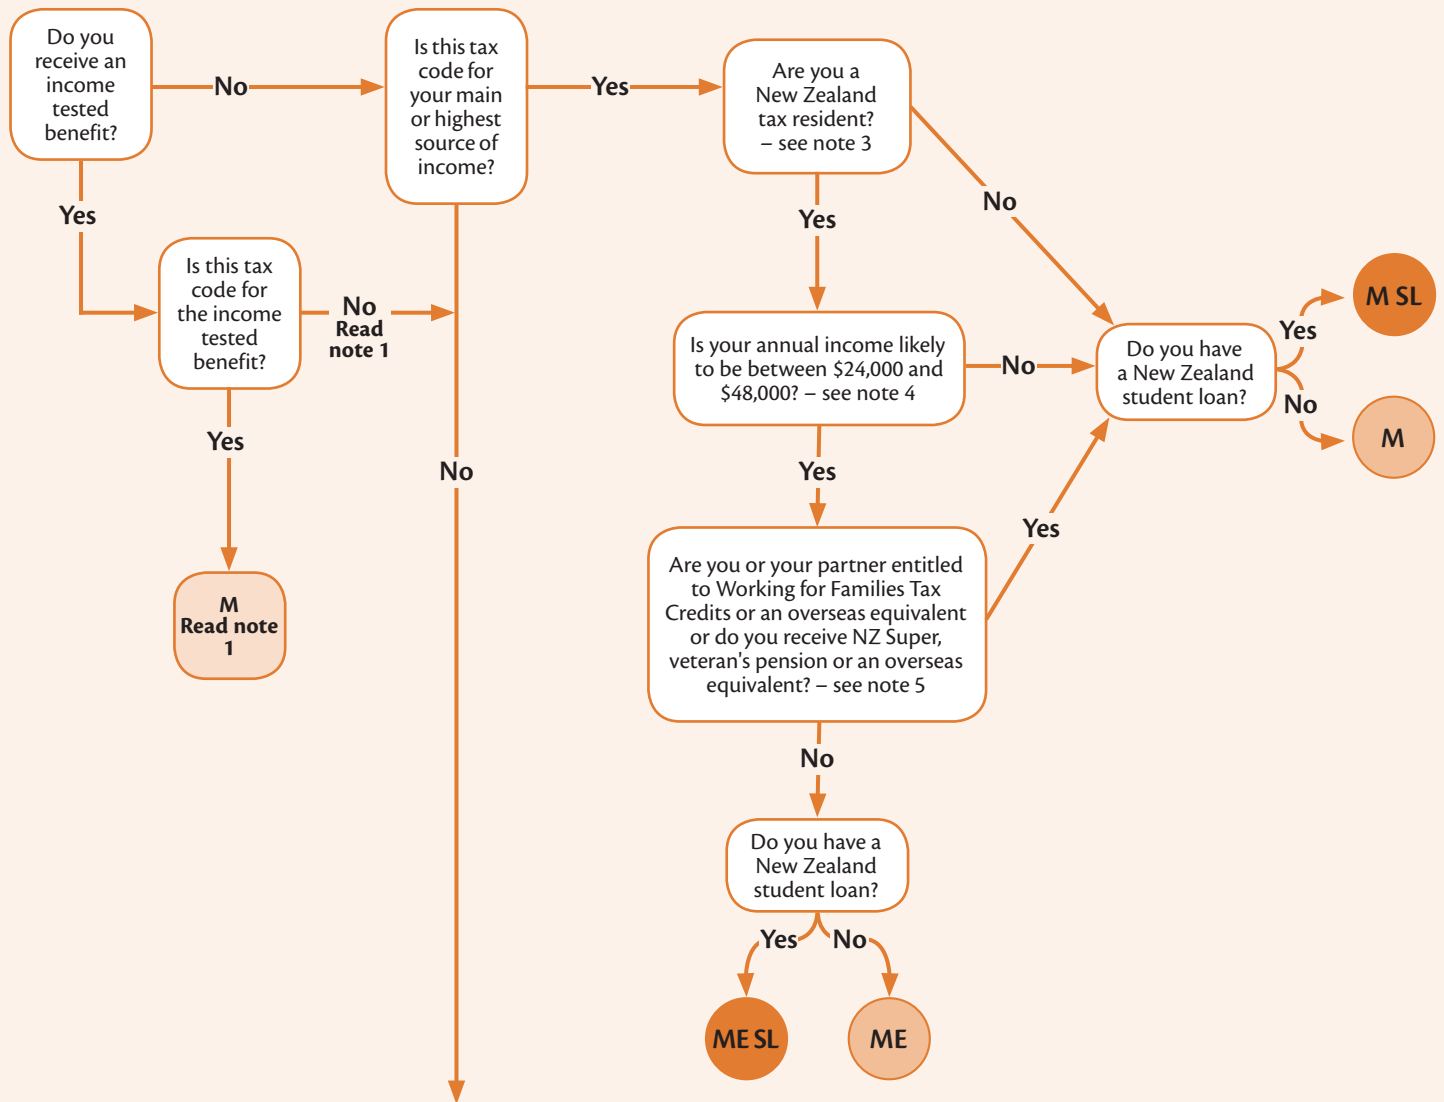 Do you
receive an
income
tested
benefit?
No
Is this tax
code for
your main
or highest
source of
income?
Yes
Are you a
New Zealand
tax resident?
– see note 3
No
Yes
Yes
Is this tax
code for
the income
tested
benefit?
No
Read
note 1
Is your annual income likely
to be between $24,000 and
$48,000? – see note 4
No
Do you have
a New Zealand
student loan?
Yes
M SL
No
M
Yes
No
Yes
Yes
M
Read note
1
Are you or your partner entitled
to Working for Families Tax
Credits or an overseas equivalent
or do you receive NZ Super,
veteran's pension or an overseas
equivalent? – see note 5
No
Do you have a
New Zealand
student loan?
Yes
No
ME SL
ME